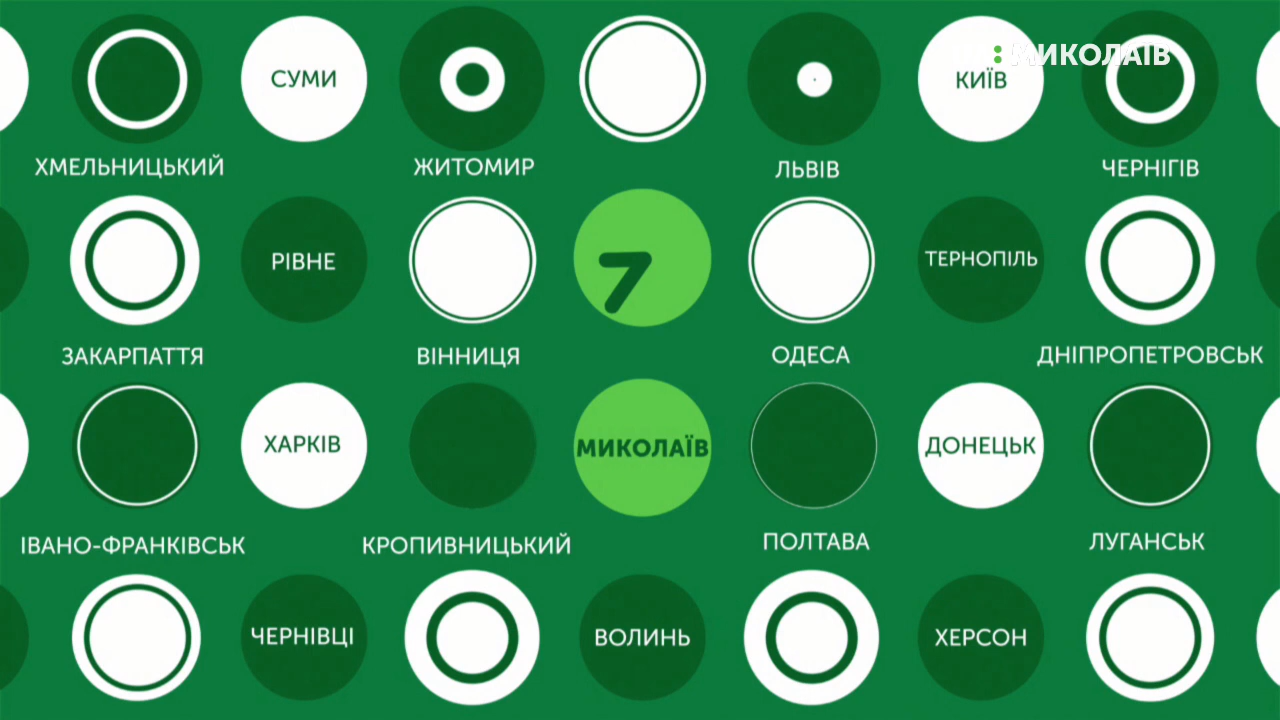 :МИКОЛАЇВ
СУМИ
КИЇВ
ХМЕЛЬНИЦЬКИЙ
ЖИТОМИР
ЛЬВІВ
ЧЕРНІГІВ
РІВНЕ
ТЕРНОПІЛЬ
ЗАКАРПАТТЯ
ВІННИЦЯ
ОДЕСА
ДНІПРОПЕТРОВСЬК
ХАРКІВ
МИКОЛАЇВ
ДОНЕЦЬК
ІВАНО-ФРАНКІВСЬК
КРОПИВНИЦЬКИЙ
ПОЛТАВА
ЛУГАНСЬК
ЧЕРНІВЦІ
ВОЛИНЬ
ХЕРСОН